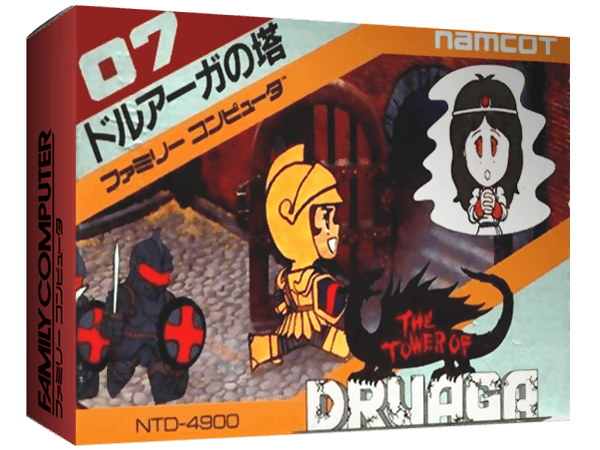 07
namcot
ドルアーガの塔
ファミリー コンピュータ™
THE
TOWER OF
DRUAGA
NTD-4900
FAMILY COMPUTER
ファミリー コンピュータ